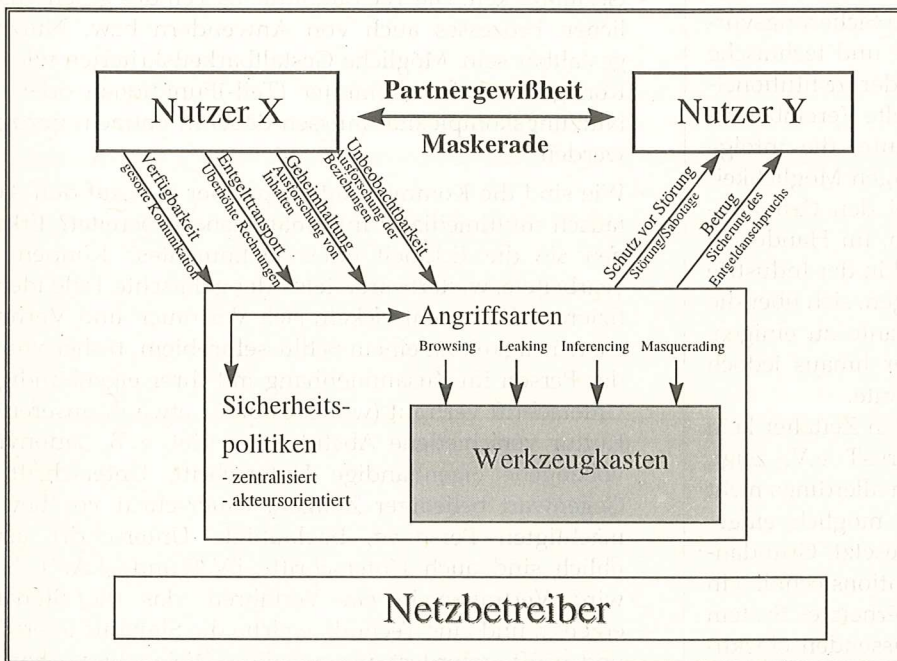 Nutzer X
Partnergewißheit
Maskerade
Nutzer Y
Verfügbarkeit
gestörte Kommunikation
Entgelttransport
Überhöhte Rechnungen
Geheimhaltung
Ausforschung von
Inhalten
Unbeobachtbarkeit
Ausforschung der
Beziehungen
Schutz vor Störung
Störung/Sabotage
Betrug
Sicherung des
Entgeldanspruchs
Angriffsarten
Browsing Leaking Inferencing Masquerading
Sicherheits-
politiken
- zentralisiert
- akteursorientiert
Werkzeugkasten
Netzbetreiber